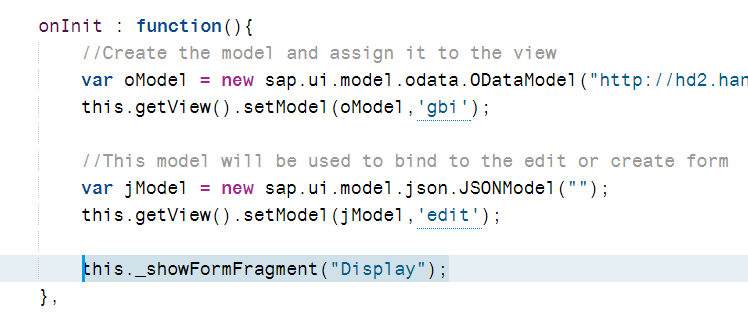 onInit : function(){
//Create the model and assign it to the view
var oModel = new sap.ui.model.odata.ODataModel("http://hd2.han
this.getView().setModel(oModel,'gbi');
//This model will be used to bind to the edit or create form
var jModel = new sap.ui.model.json.JSONModel("");
this.getView().setModel(jModel,'edit');
this._showFormFragment("Display");
},